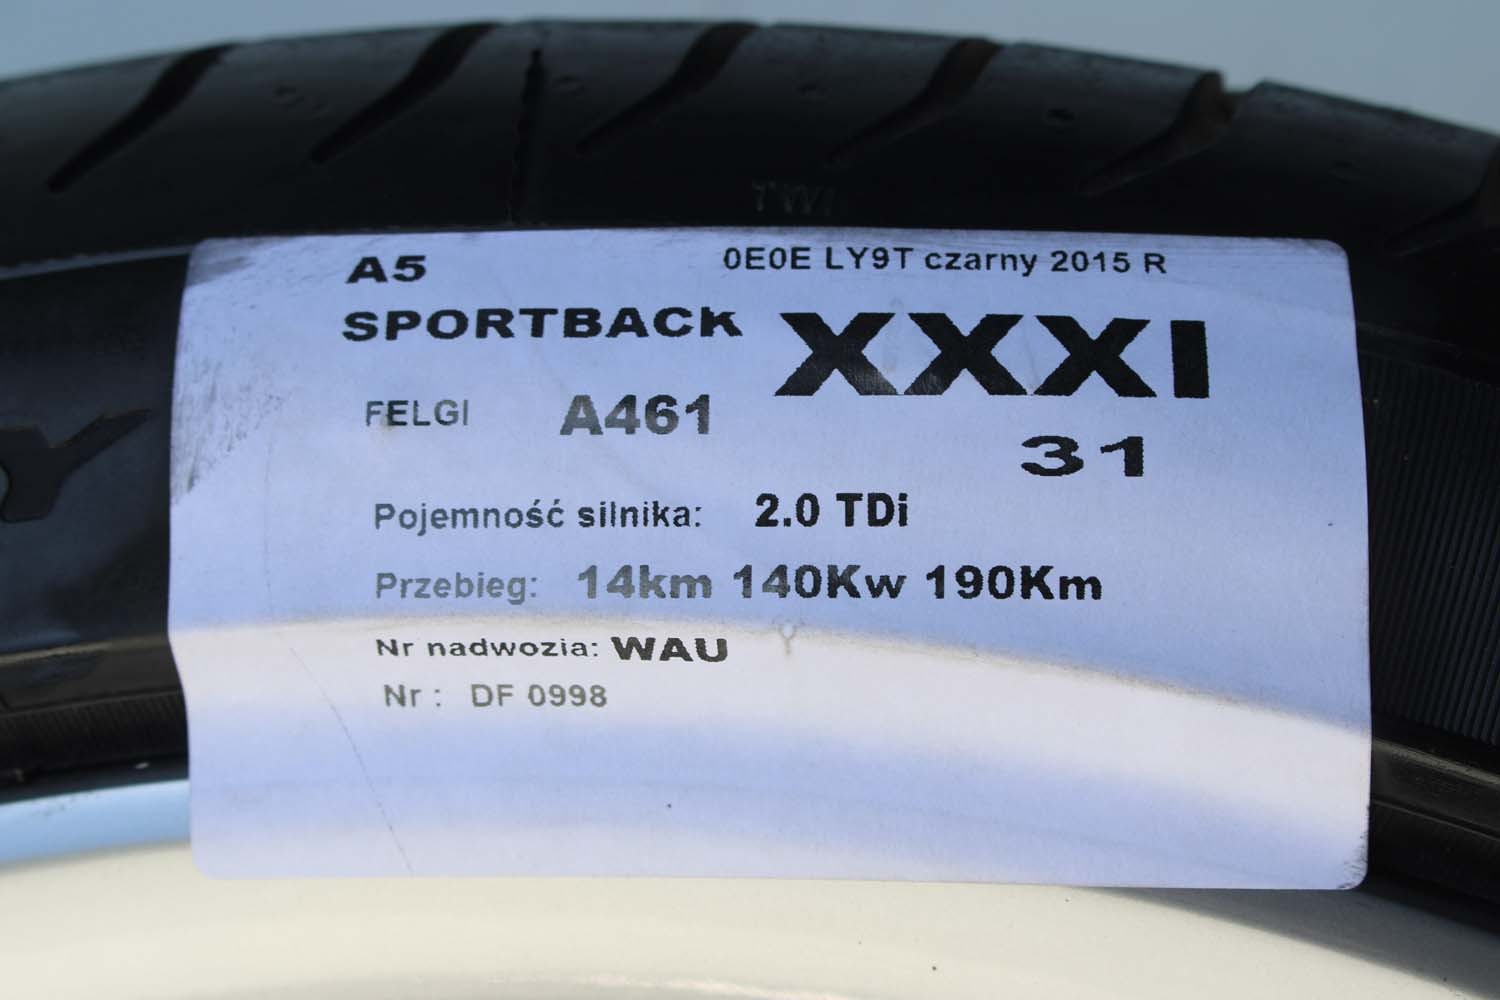 TWI
A5
0E0E LY9T czarny 2015 R
SPORTBACK
XXXI
FELGI A461
31
Pojemność silnika: 2.0 TDi
Przebieg: 14km 140Kw 190Km
Nr nadwozia: WAU
Nr : DF 0998
Y